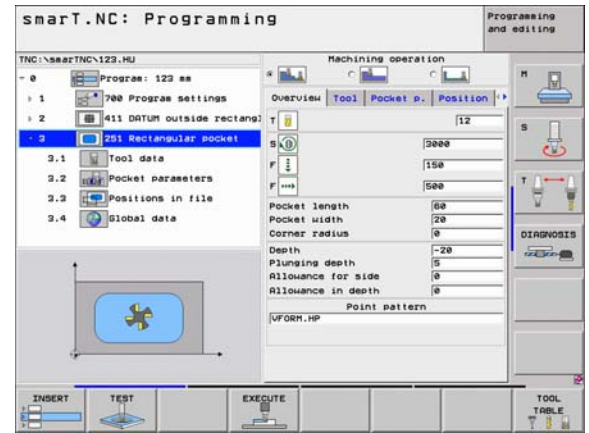 smarT.NC: Programming
Programming and editing
TNC:\smarTNC\123.HU
0 Program: 123 mm
1 700 Program settings
2 411 DATUM outside rectangl
3 251 Rectangular pocket
3.1 Tool data
3.2 Pocket parameters
3.3 Positions in file
3.4 Global data
Machining operation
Overview Tool Pocket p. Position
T 12
S 3000
F 150
F 500
Pocket length 60
Pocket width 20
Corner radius 0
Depth -20
Plunging depth 5
Allowance for side 0
Allowance in depth 0
Point pattern
VFORM.HP
M
S
T
DIAGNOSIS
INSERT
TEST
EXECUTE
TOOL TABLE